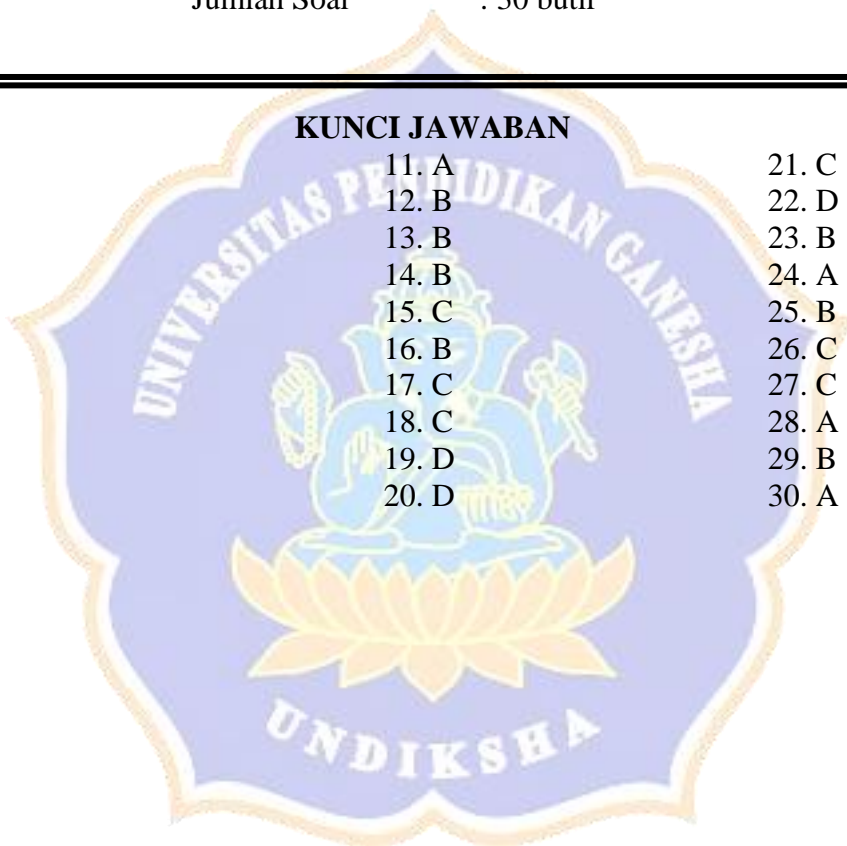 Jumlah Soal : 30 butir
KUNCI JAWABAN
11. A 21. C
12. B 22. D
13. B 23. B
14. B 24. A
15. C 25. B
16. B 26. C
17. C 27. C
18. C 28. A
19. D 29. B
20. D 30. A
UNIVERSITAS PENDIDIKAN GANESHA
UNDIKSHA